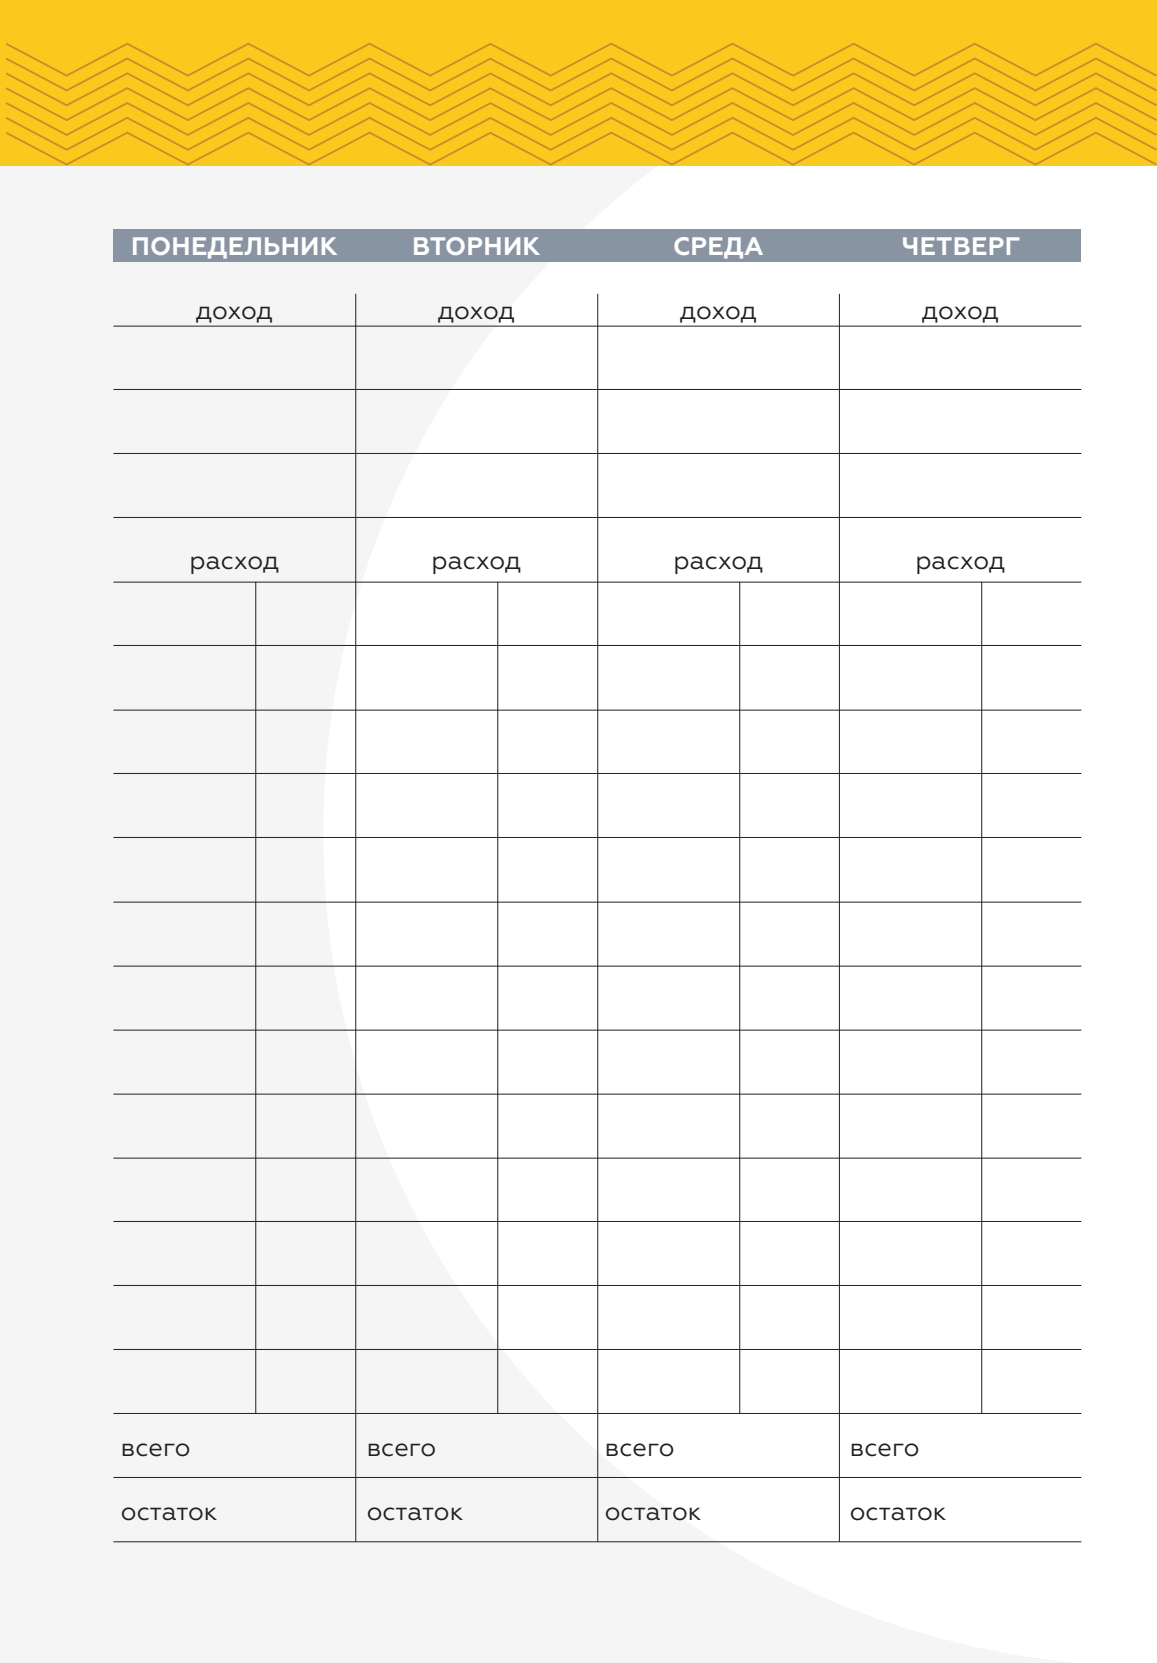 ПОНЕДЕЛЬНИК ВТОРНИК СРЕДА ЧЕТВЕРГ
доход доход доход доход
расход расход расход расход
всего всего всего всего
остаток остаток остаток остаток